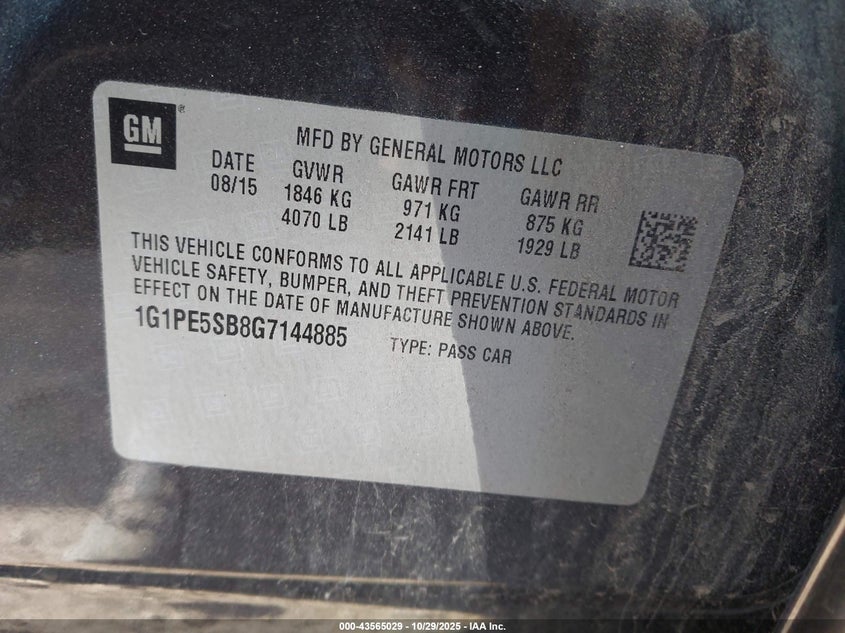 GM®
MFD BY GENERAL MOTORS LLC
DATE GVWR GAWR FRT GAWR RR
08/15 1846 KG 971 KG 875 KG
4070 LB 2141 LB 1929 LB
THIS VEHICLE CONFORMS TO ALL APPLICABLE U.S. FEDERAL MOTOR
VEHICLE SAFETY, BUMPER, AND THEFT PREVENTION STANDARDS IN
EFFECT ON THE DATE OF MANUFACTURE SHOWN ABOVE.
1G1PE5SB8G7144885 TYPE: PASS CAR
000-43565029 - 10/29/2025 - IAA Inc.